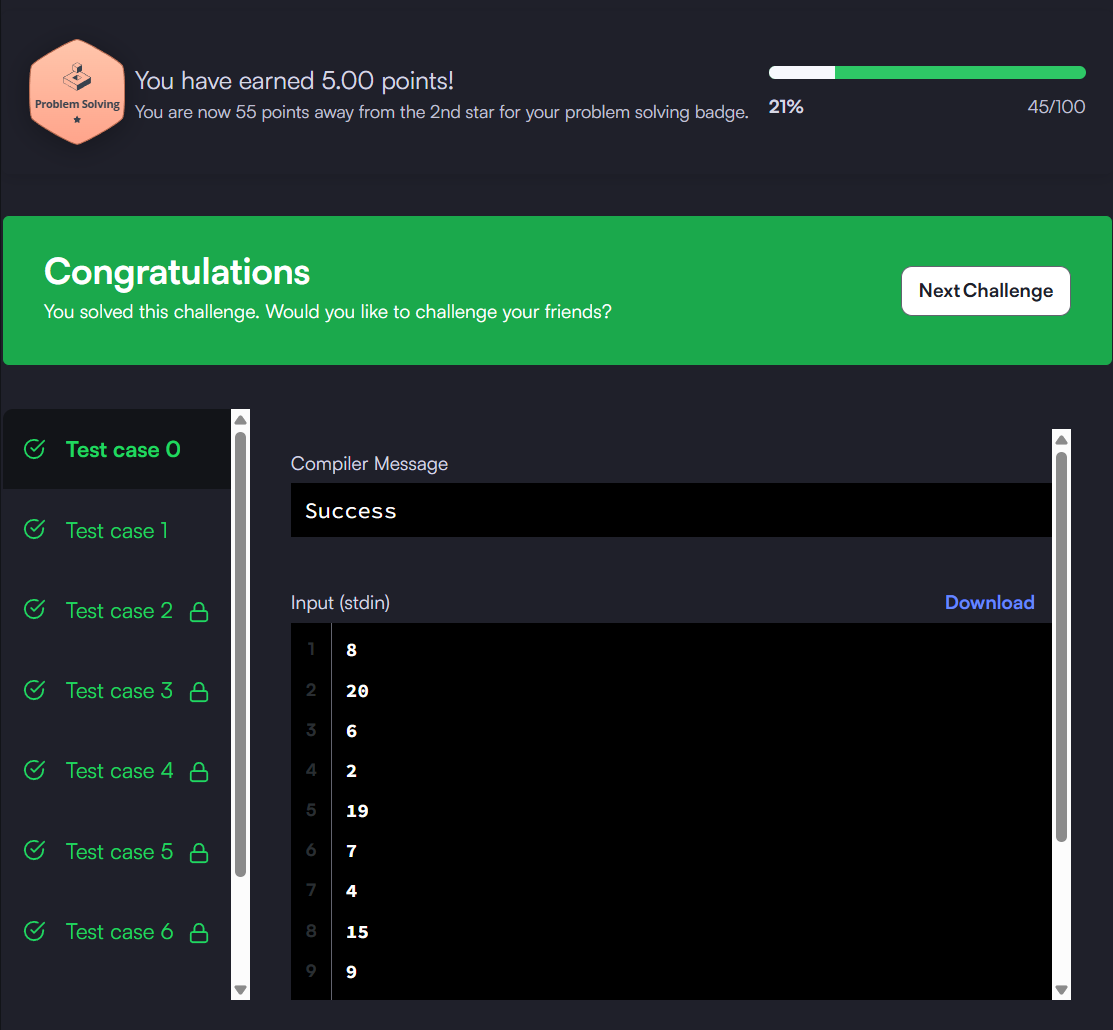 Problem Solving
You have earned 5.00 points!
You are now 55 points away from the 2nd star for your problem solving badge.
21%
45/100
Congratulations
You solved this challenge. Would you like to challenge your friends?
Next Challenge
Test case 0
Test case 1
Test case 2
Test case 3
Test case 4
Test case 5
Test case 6
Compiler Message
Success
Input (stdin)
Download
1 8
2 20
3 6
4 2
5 19
6 7
7 4
8 15
9 9